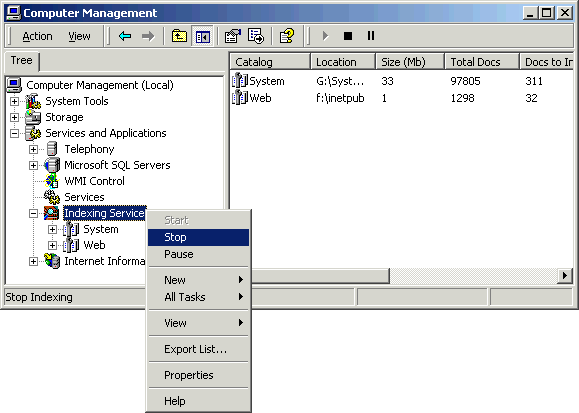 Computer Management
Action View
Tree
Computer Management (Local)
System Tools
Storage
Services and Applications
Telephony
Microsoft SQL Servers
WMI Control
Services
Indexing Service
System
Web
Internet Informa
Catalog Location Size (Mb) Total Docs Docs to In
System G:\Syst... 33 97805 311
Web f:\inetpub 1 1298 32
Start
Stop
Pause
New
All Tasks
View
Export List...
Properties
Help
Stop Indexing